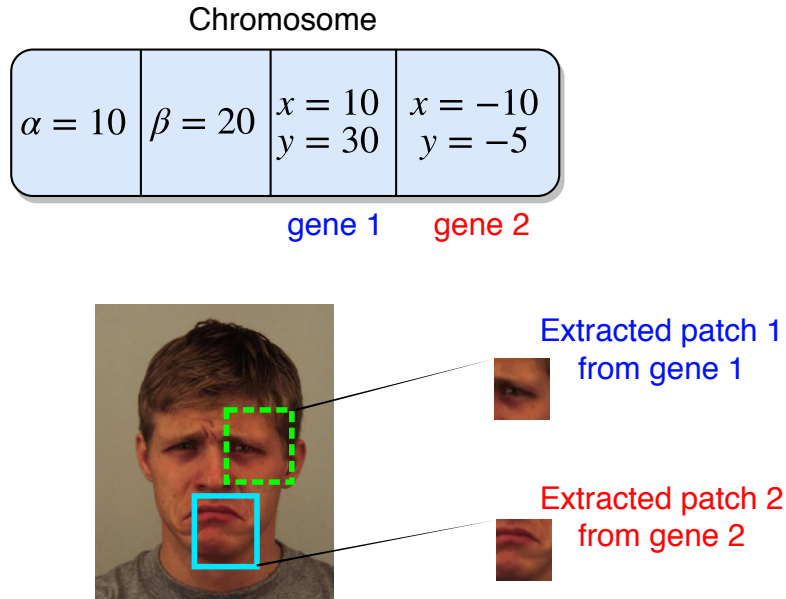 Chromosome
α = 10
β = 20
x = 10
y = 30
x = −10
y = −5
gene 1
gene 2
Extracted patch 1
from gene 1
Extracted patch 2
from gene 2